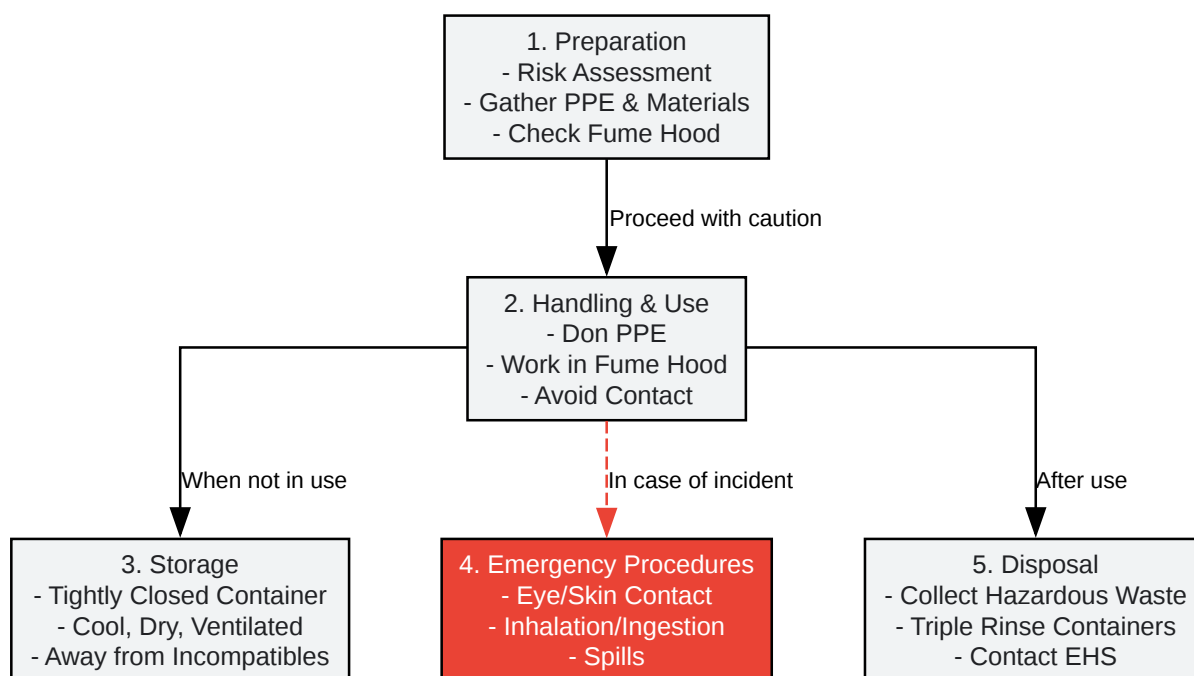 1. Preparation
- Risk Assessment
- Gather PPE & Materials
- Check Fume Hood
Proceed with caution
2. Handling & Use
- Don PPE
- Work in Fume Hood
- Avoid Contact
When not in use
In case of incident
After use
3. Storage
- Tightly Closed Container
- Cool, Dry, Ventilated
- Away from Incompatibles
4. Emergency Procedures
- Eye/Skin Contact
- Inhalation/Ingestion
- Spills
5. Disposal
- Collect Hazardous Waste
- Triple Rinse Containers
- Contact EHS